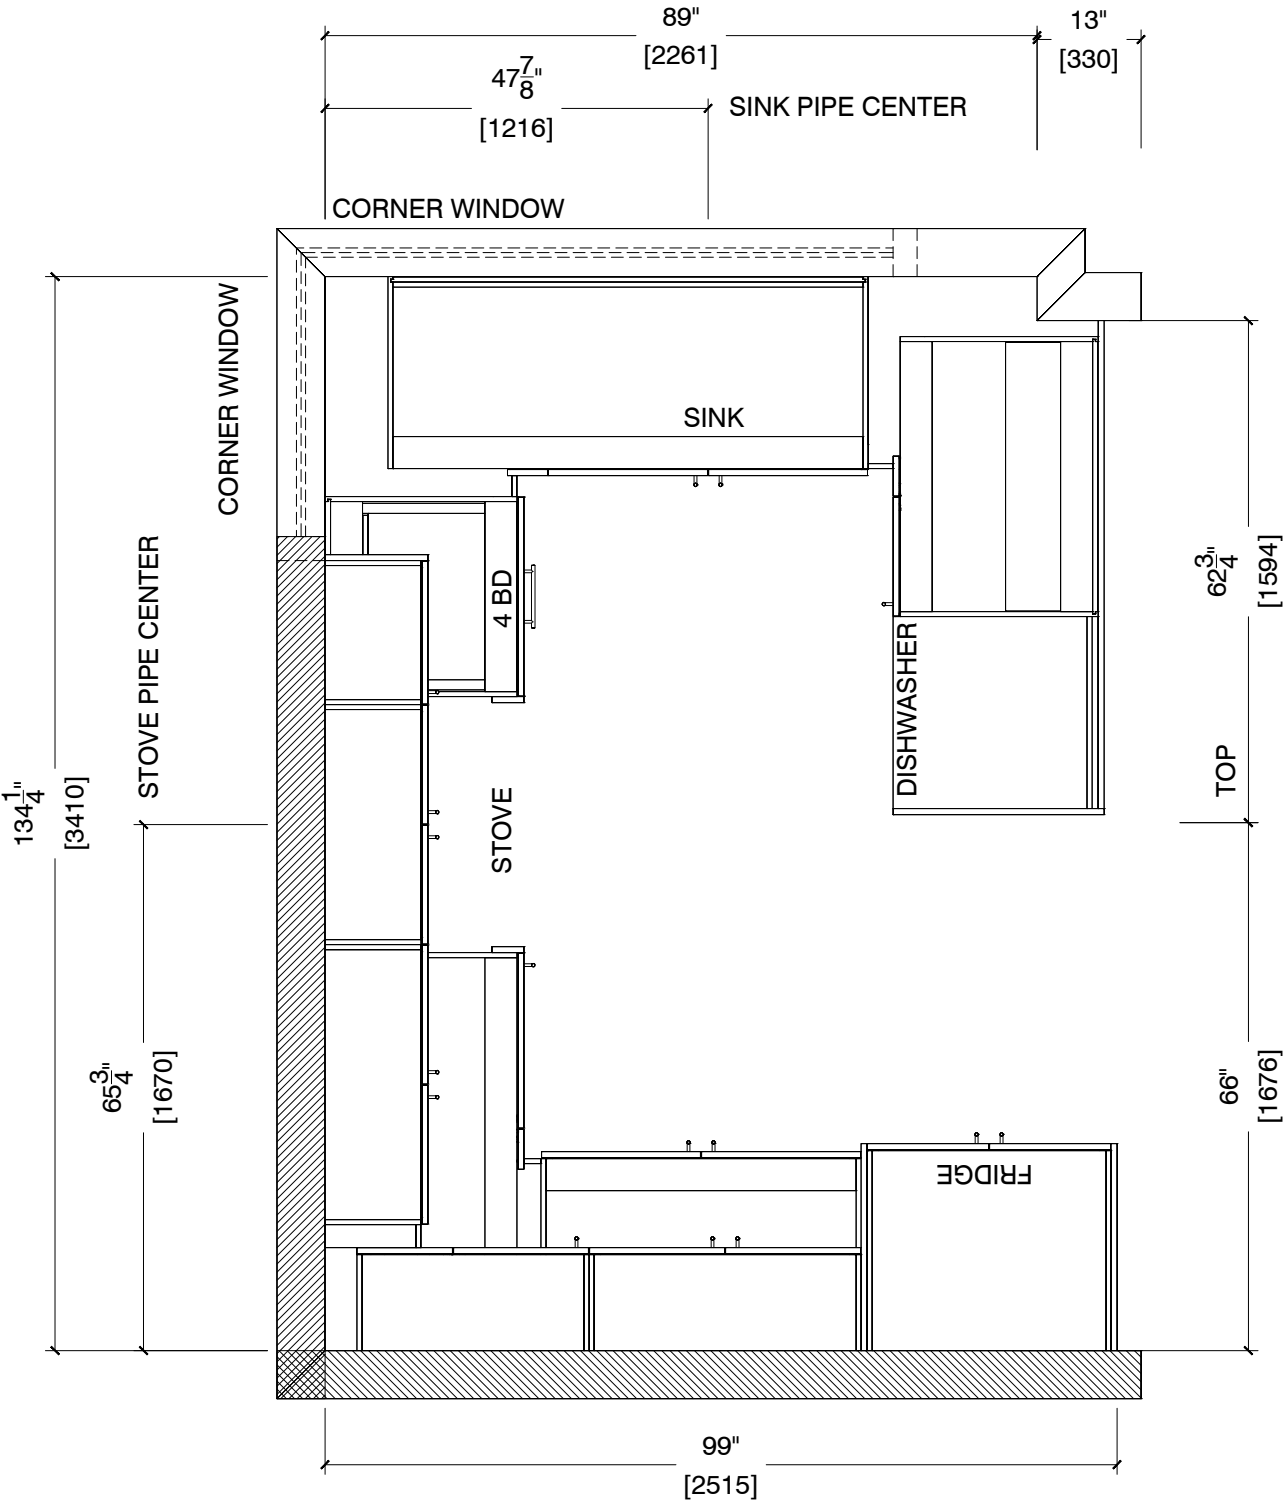 89"
[2261]
13"
[330]
47 7/8"
[1216]
SINK PIPE CENTER
CORNER WINDOW
CORNER WINDOW
SINK
STOVE PIPE CENTER
4 BD
62 3/4"
[1594]
DISHWASHER
TOP
134 1/4"
[3410]
STOVE
65 3/4"
[1670]
66"
[1676]
FRIDGE
99"
[2515]